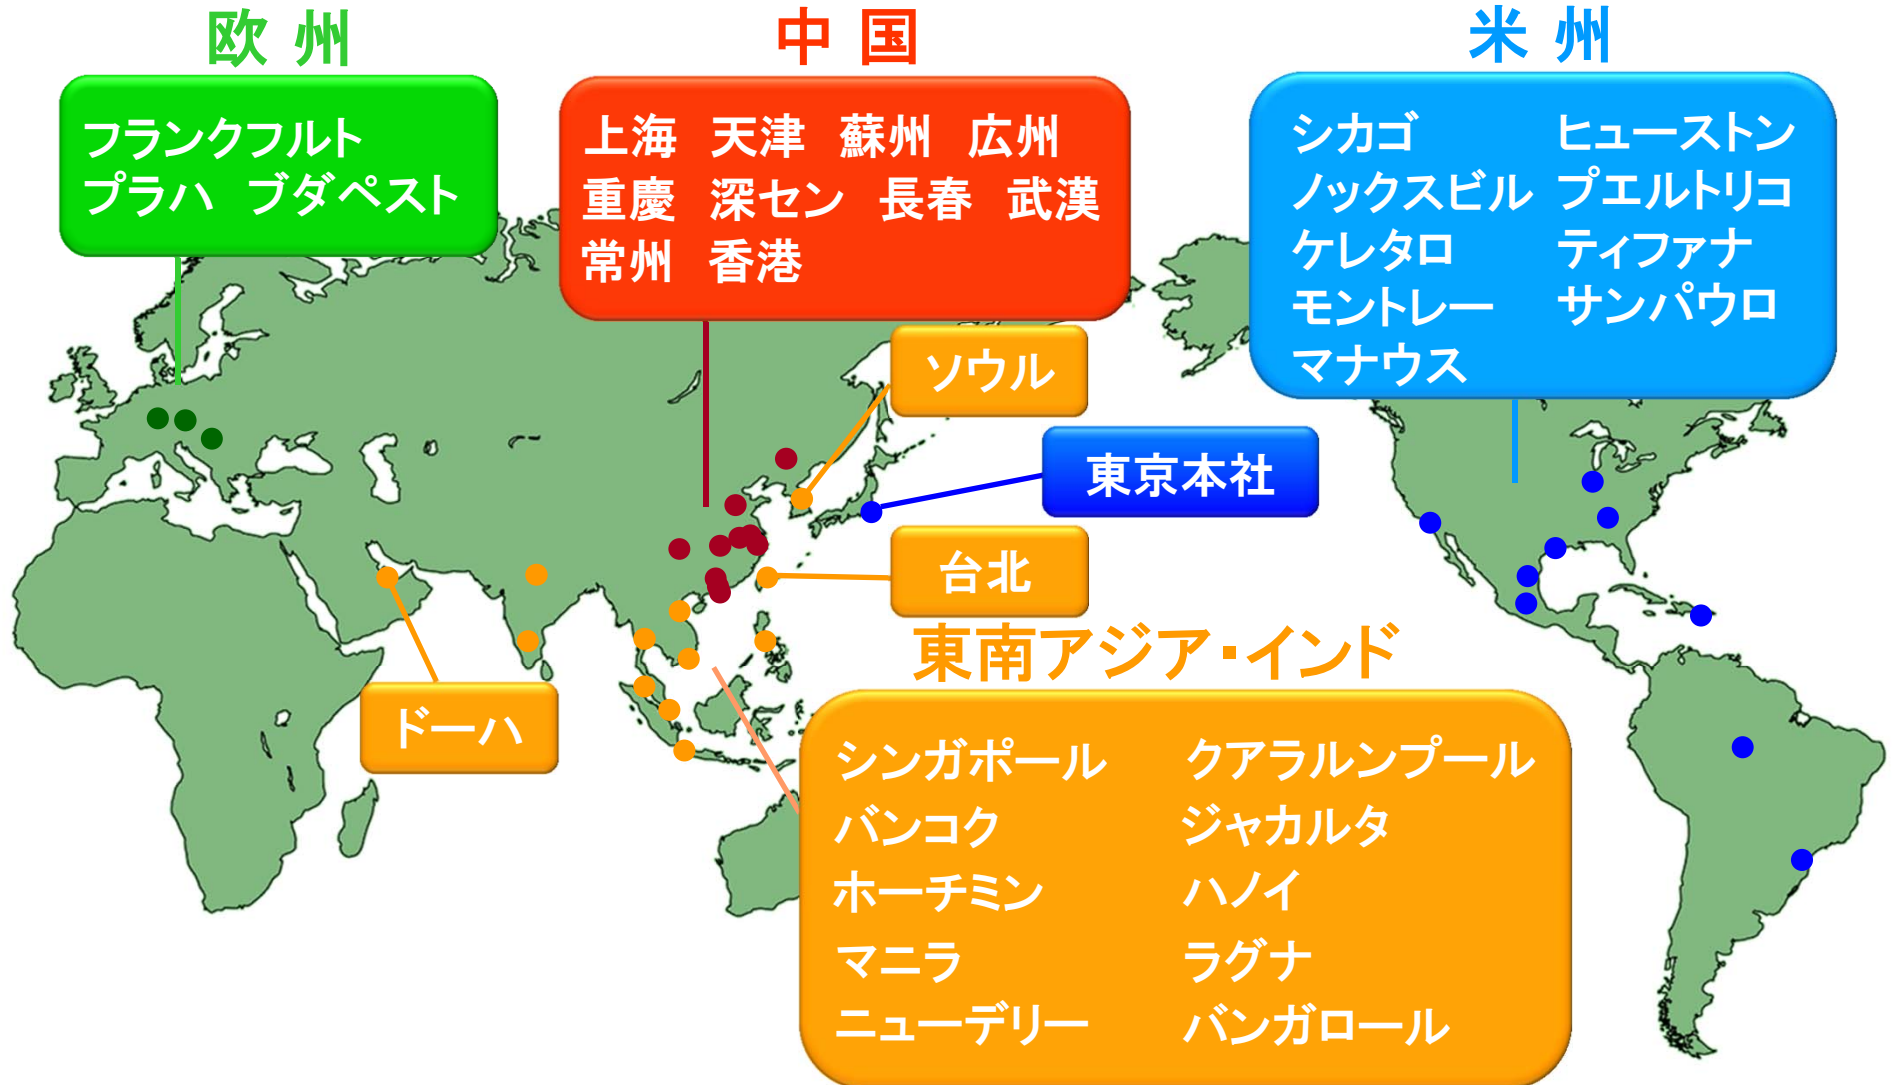 欧 州
フランクフルト
プラハ ブダペスト
中 国
上海 天津 蘇州 広州
重慶 深セン 長春 武漢
常州 香港
米 州
シカゴ ヒューストン
ノックスビル プエルトリコ
ケレタロ ティファナ
モントレー サンパウロ
マナウス
ソウル
東京本社
台北
ドーハ
東南アジア・インド
シンガポール クアラルンプール
バンコク ジャカルタ
ホーチミン ハノイ
マニラ ラグナ
ニューデリー バンガロール